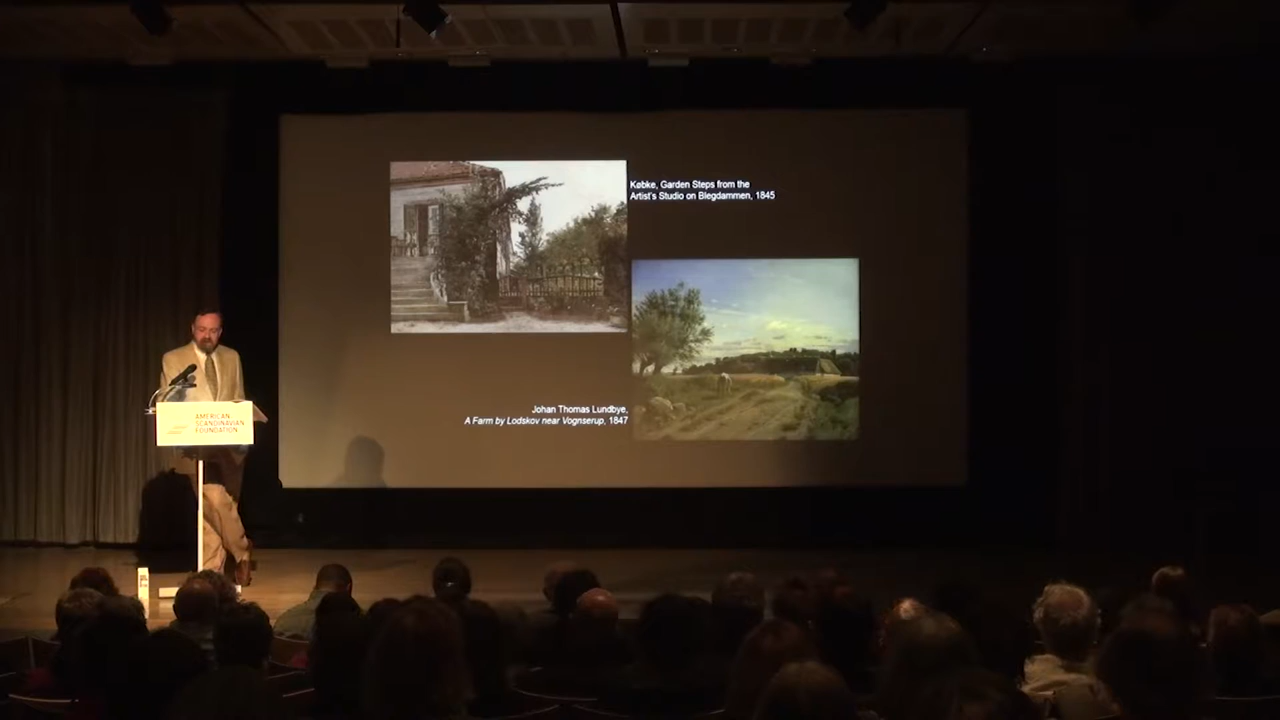 Købke, Garden Steps from the
Artist's Studio on Blegdammen, 1845
Johan Thomas Lundbye,
A Farm by Lodskov near Vognserup, 1847
AMERICAN
SCANDINAVIAN
FOUNDATION